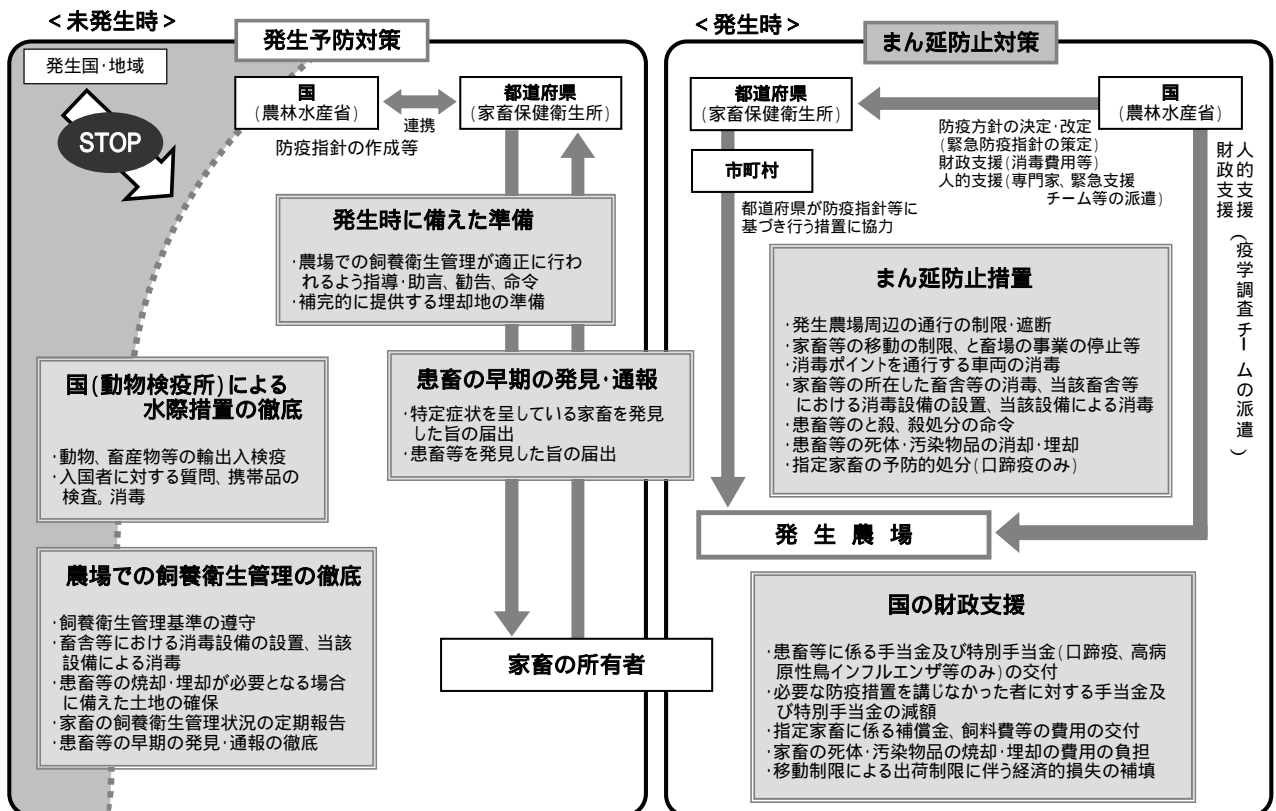 <未発生時>
発生予防対策
発生国・地域
STOP
国
(農林水産省)
連携
都道府県
(家畜保健衛生所)
防疫指針の作成等
発生時に備えた準備
・農場での飼養衛生管理が適正に行わ
れるよう指導・助言、勧告、命令
・補完的に提供する埋却地の準備
国(動物検疫所)による
水際措置の徹底
・動物、畜産物等の輸出入検疫
・入国者に対する質問、携帯品の
検査。消毒
患畜の早期の発見・通報
・特定症状を呈している家畜を発見
した旨の届出
・患畜等を発見した旨の届出
農場での飼養衛生管理の徹底
・飼養衛生管理基準の遵守
・畜舎等における消毒設備の設置、当該
設備による消毒
・患畜等の焼却・埋却が必要となる場合
に備えた土地の確保
・家畜の飼養衛生管理状況の定期報告
・患畜等の早期の発見・通報の徹底
家畜の所有者
<発生時>
まん延防止対策
都道府県
(家畜保健衛生所)
国
(農林水産省)
防疫方針の決定・改定
(緊急防疫指針の策定)
財政支援(消毒費用等)
人的支援(専門家、緊急支援
チーム等の派遣)
市町村
都道府県が防疫指針等に
基づき行う措置に協力
人的支援(疫学調査チームの派遣)
財政支援
まん延防止措置
・発生農場周辺の通行の制限・遮断
・家畜等の移動の制限、と畜場の事業の停止等
・消毒ポイントを通行する車両の消毒
・家畜等の所在した畜舎等の消毒、当該畜舎等
における消毒設備の設置、当該設備による消毒
・患畜等のと殺、殺処分の命令
・患畜等の死体・汚染物品の消却・埋却
・指定家畜の予防的処分(口蹄疫のみ)
発生農場
国の財政支援
・患畜等に係る手当金及び特別手当金(口蹄疫、高病
原性鳥インフルエンザ等のみ)の交付
・必要な防疫措置を講じなかった者に対する手当金及
び特別手当金の減額
・指定家畜に係る補償金、飼料費等の費用の交付
・家畜の死体・汚染物品の焼却・埋却の費用の負担
・移動制限による出荷制限に伴う経済的損失の補填